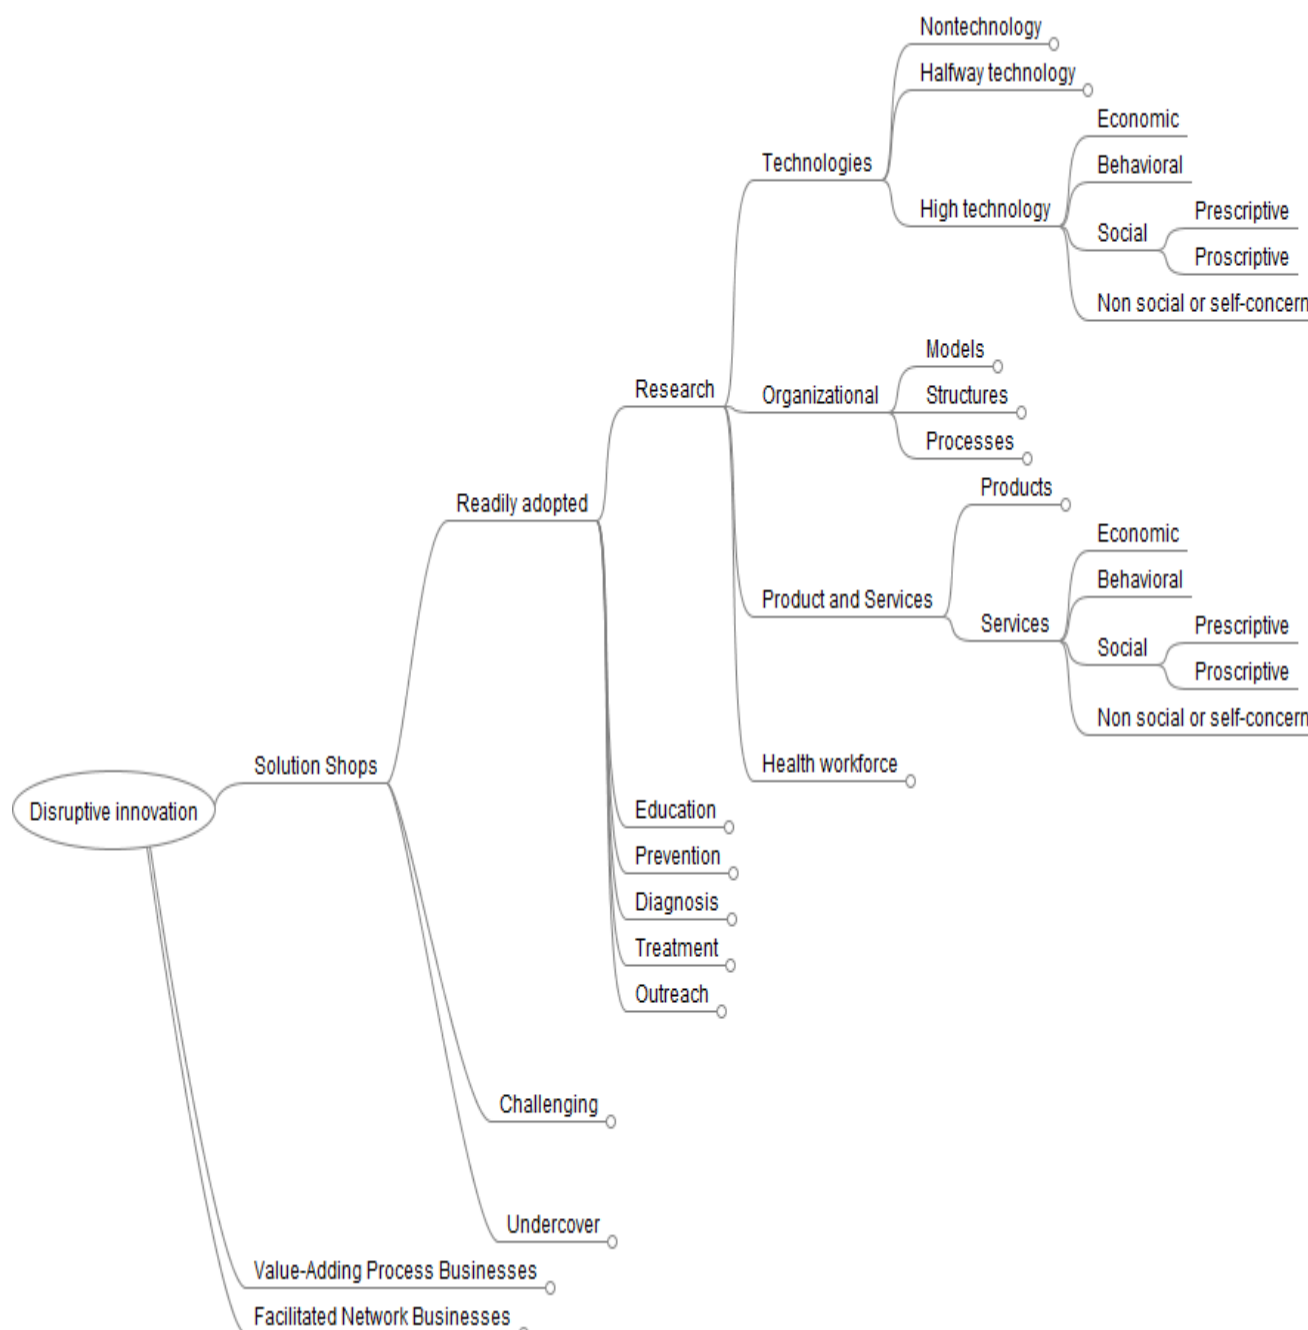 Nontechnology
Halfway technology
Economic
Technologies
Behavioral
High technology
Prescriptive
Social
Proscriptive
Non social or self-concern
Models
Research
Organizational
Structures
Processes
Products
Readily adopted
Economic
Behavioral
Product and Services
Services
Prescriptive
Social
Proscriptive
Non social or self-concern
Solution Shops
Health workforce
Disruptive innovation
Education
Prevention
Diagnosis
Treatment
Outreach
Challenging
Undercover
Value-Adding Process Businesses
Facilitated Network Businesses